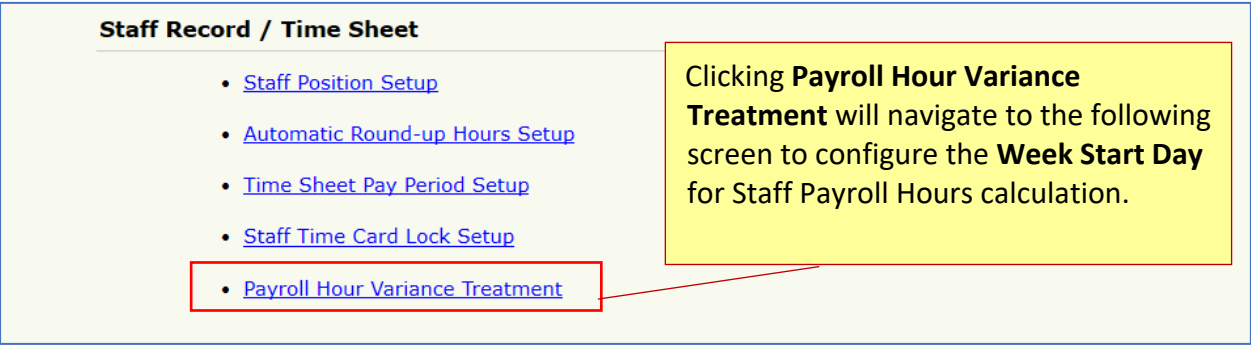 Staff Record / Time Sheet
• Staff Position Setup
• Automatic Round-up Hours Setup
• Time Sheet Pay Period Setup
• Staff Time Card Lock Setup
• Payroll Hour Variance Treatment
Clicking Payroll Hour Variance
Treatment will navigate to the following
screen to configure the Week Start Day
for Staff Payroll Hours calculation.